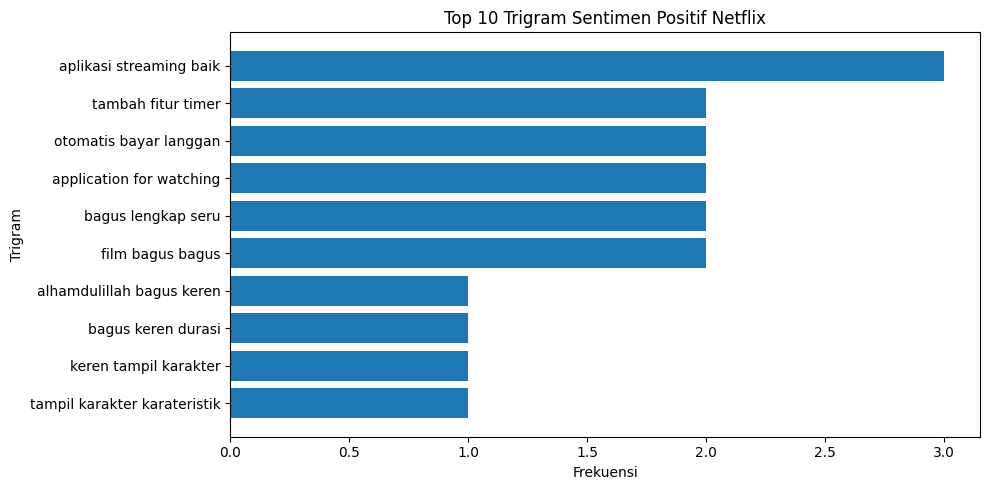 Top 10 Trigram Sentimen Positif Netflix
Trigram
aplikasi streaming baik
tambah fitur timer
otomatis bayar langgan
application for watching
bagus lengkap seru
film bagus bagus
alhamdulillah bagus keren
bagus keren durasi
keren tampil karakter
tampil karakter karateristik
0.0 0.5 1.0 1.5 2.0 2.5 3.0
Frekuensi